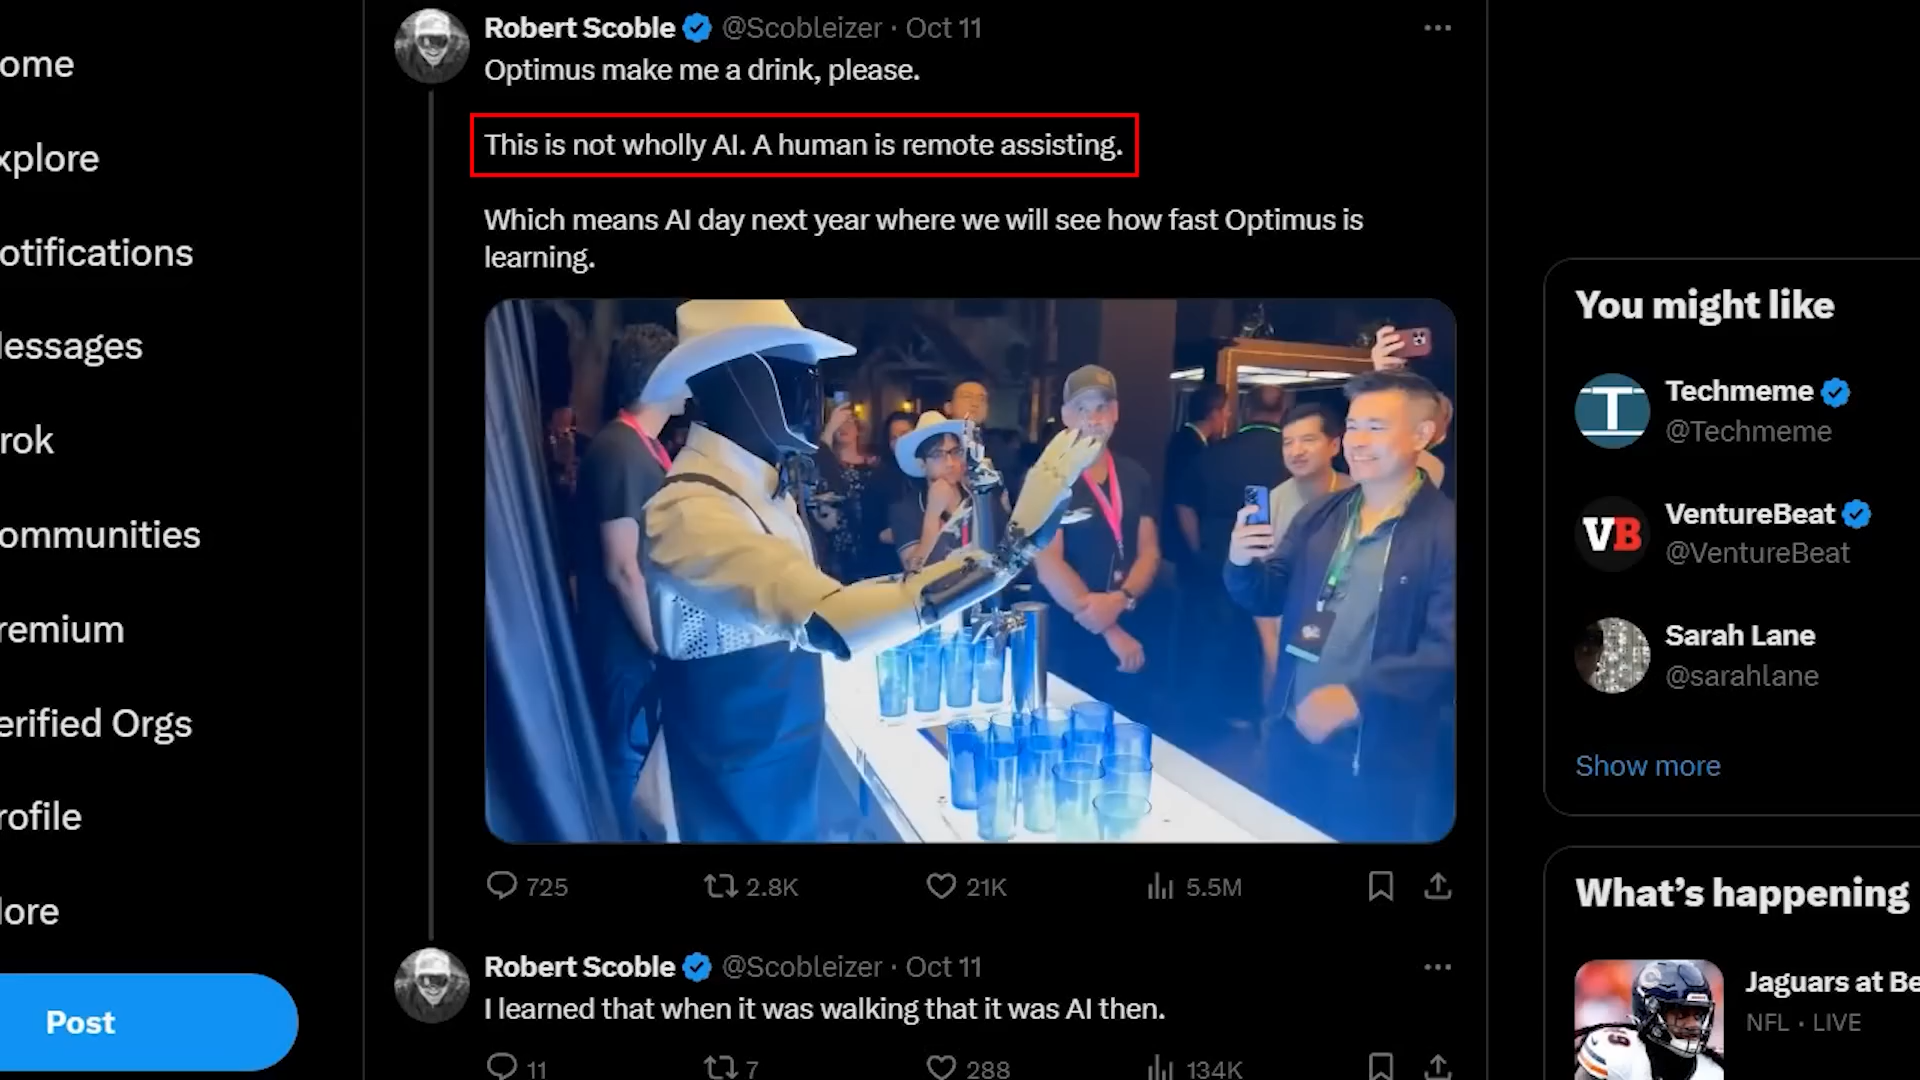 ome
xplore
otifications
lessages
rok
ommunities
remium
erified Orgs
rofile
lore
Post
Robert Scoble @Scobleizer · Oct 11
Optimus make me a drink, please.
This is not wholly AI. A human is remote assisting.
Which means AI day next year where we will see how fast Optimus is
learning.
725 2.8K 21K 5.5M
Robert Scoble @Scobleizer · Oct 11
I learned that when it was walking that it was AI then.
11 7 288 134K
You might like
T
Techmeme
@Techmeme
VB
VentureBeat
@VentureBeat
Sarah Lane
@sarahlane
Show more
What's happening
Jaguars at Be
NFL · LIVE